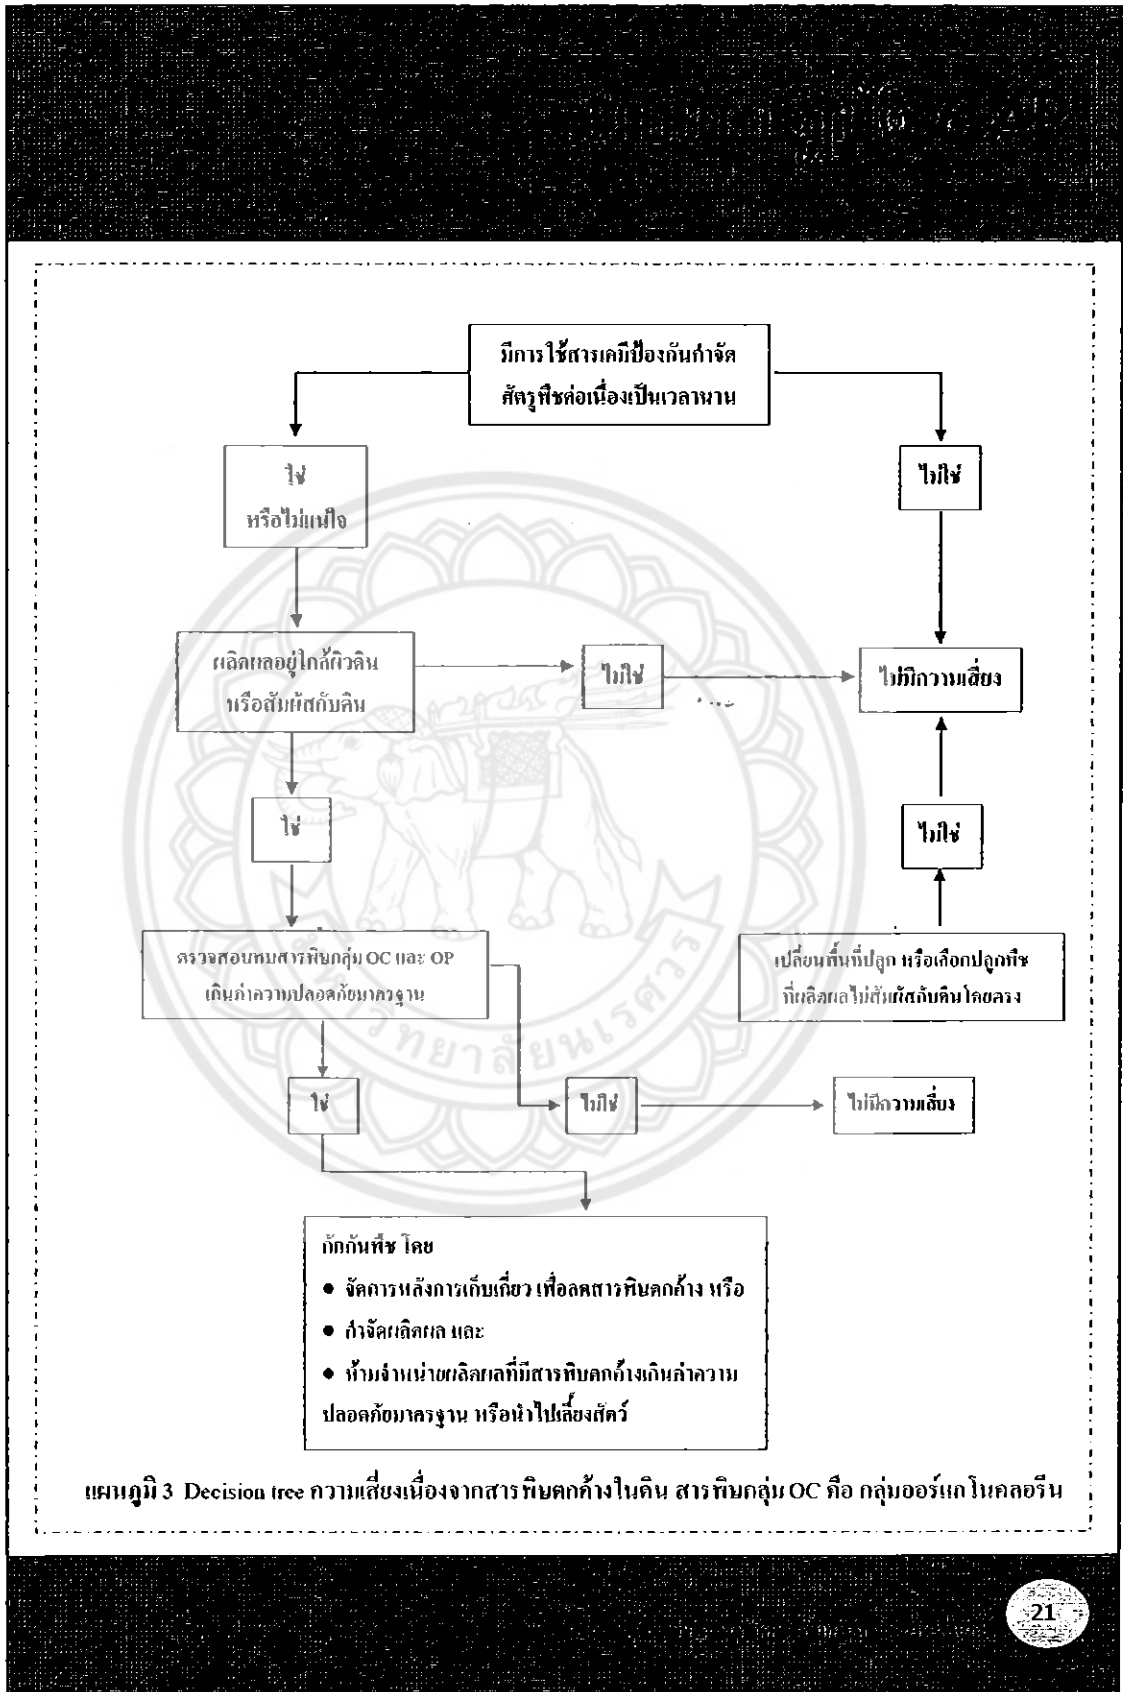 มีการใช้สารเคมีป้องกันกำจัด
ศัตรูพืชต่อเนื่องเป็นเวลานาน
ใช่
หรือไม่แน่ใจ
ไม่ใช่
ผลิตผลอยู่ใกล้ผิวดิน
หรือสัมผัสกับดิน
ไม่ใช่
ไม่มีความเสี่ยง
ใช่
ไม่ใช่
ตรวจสอบพบสารพิษกลุ่ม OC และ OP
เกินค่าความปลอดภัยมาตรฐาน
เปลี่ยนพื้นที่ปลูก หรือเลือกปลูกพืช
ที่ผลิตผลไม่สัมผัสกับดินโดยตรง
มหาวิทยาลัยนเรศวร
ใช่
ไม่ใช่
ไม่มีความเสี่ยง
กักกันพืช โดย
● จัดการหลังการเก็บเกี่ยว เพื่อลดสารพิษตกค้าง หรือ
● กำจัดผลิตผล และ
● ห้ามจำหน่ายผลิตผลที่มีสารพิษตกค้างเกินค่าความ
ปลอดภัยมาตรฐาน หรือนำไปเลี้ยงสัตว์
แผนภูมิ 3 Decision tree ความเสี่ยงเนื่องจากสารพิษตกค้างในดิน สารพิษกลุ่ม OC คือ กลุ่มออร์แกโนคลอรีน
21